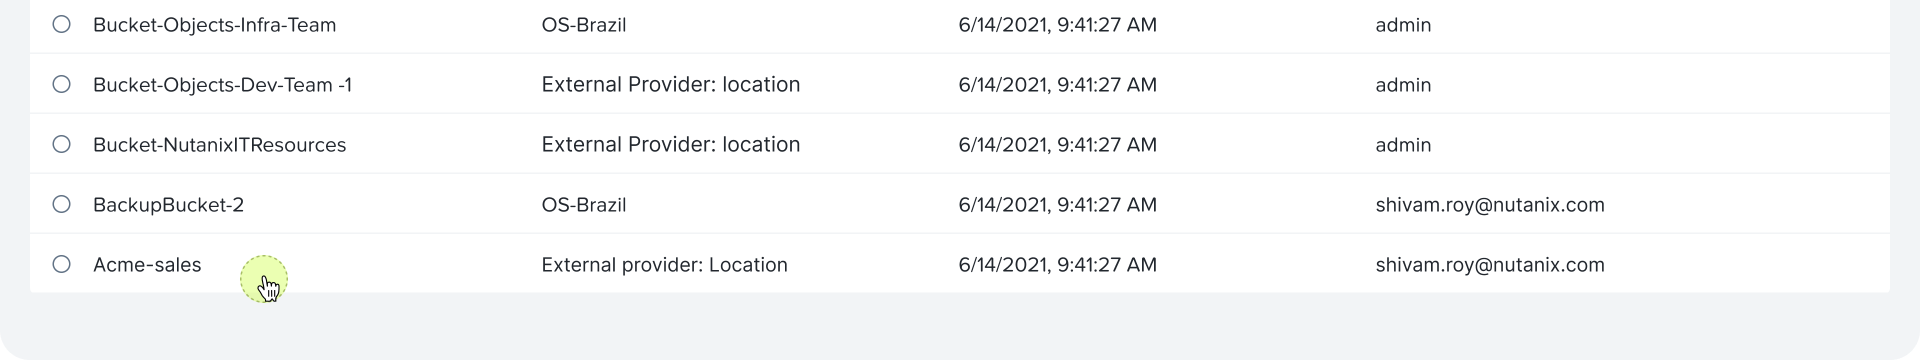 Bucket-Objects-Infra-Team OS-Brazil 6/14/2021, 9:41:27 AM admin
Bucket-Objects-Dev-Team -1 External Provider: location 6/14/2021, 9:41:27 AM admin
Bucket-NutanixITResources External Provider: location 6/14/2021, 9:41:27 AM admin
BackupBucket-2 OS-Brazil 6/14/2021, 9:41:27 AM shivam.roy@nutanix.com
Acme-sales External provider: Location 6/14/2021, 9:41:27 AM shivam.roy@nutanix.com